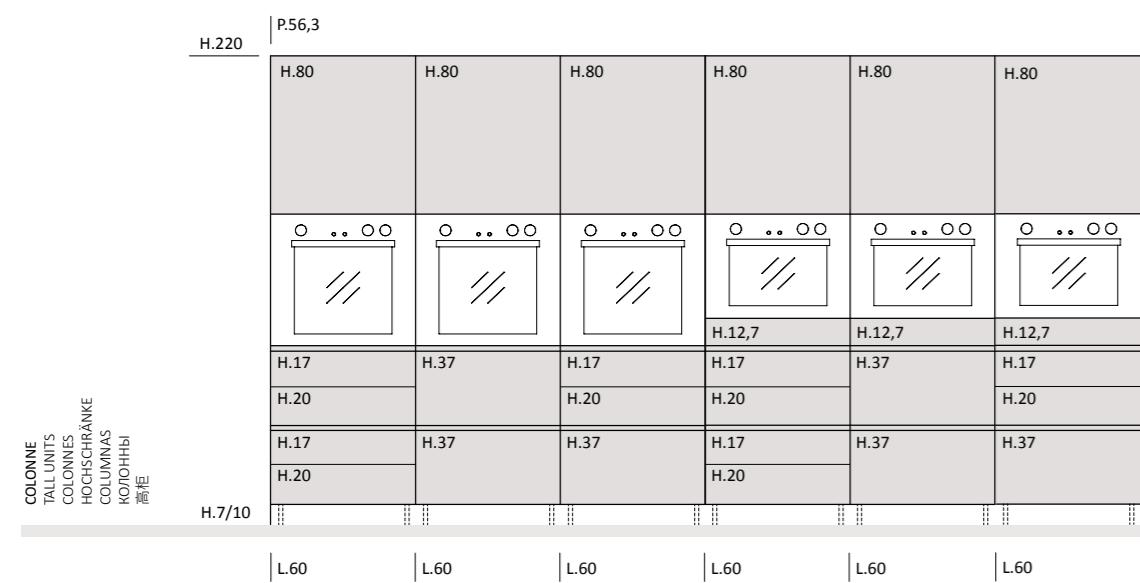 P.56,3
H.220
H.80 H.80 H.80 H.80 H.80 H.80
H.12,7 H.12,7 H.12,7
H.17 H.37 H.17 H.17 H.37 H.17
H.20 H.20 H.20 H.20
H.17 H.37 H.37 H.17 H.37 H.37
H.20 H.20
COLONNE
TALL UNITS
COLONNES
HOCHSCHRÄNKE
COLUMNAS
КОЛОННЫ
高柜
H.7/10
L.60 L.60 L.60 L.60 L.60 L.60